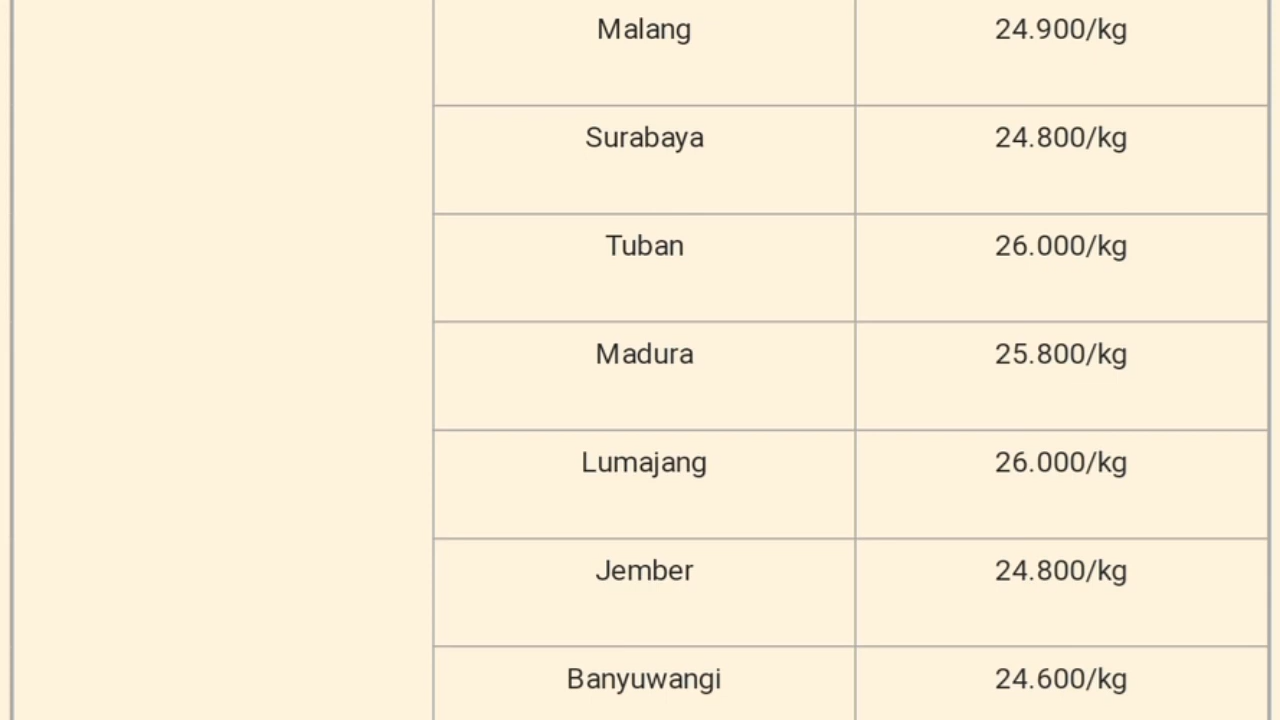 Malang 24.900/kg
Surabaya 24.800/kg
Tuban 26.000/kg
Madura 25.800/kg
Lumajang 26.000/kg
Jember 24.800/kg
Banyuwangi 24.600/kg